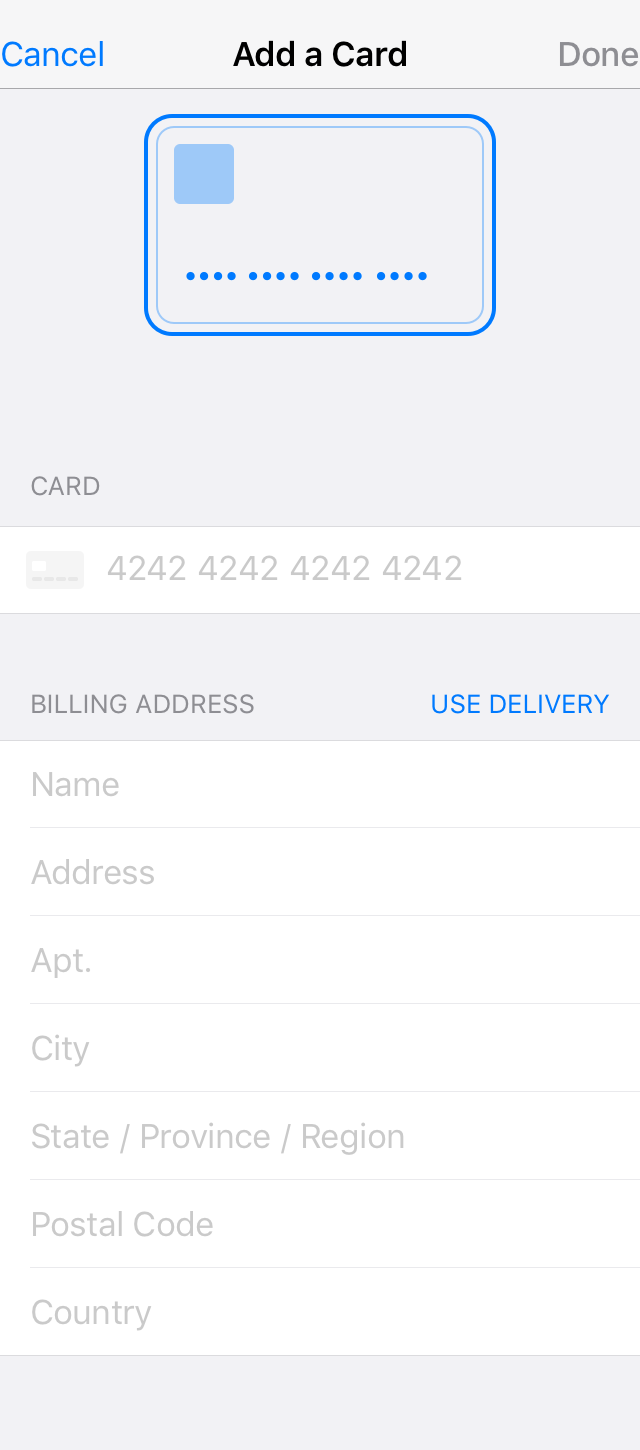 Cancel Add a Card Done
•••• •••• •••• ••••
CARD
4242 4242 4242 4242
BILLING ADDRESS USE DELIVERY
Name
Address
Apt.
City
State / Province / Region
Postal Code
Country